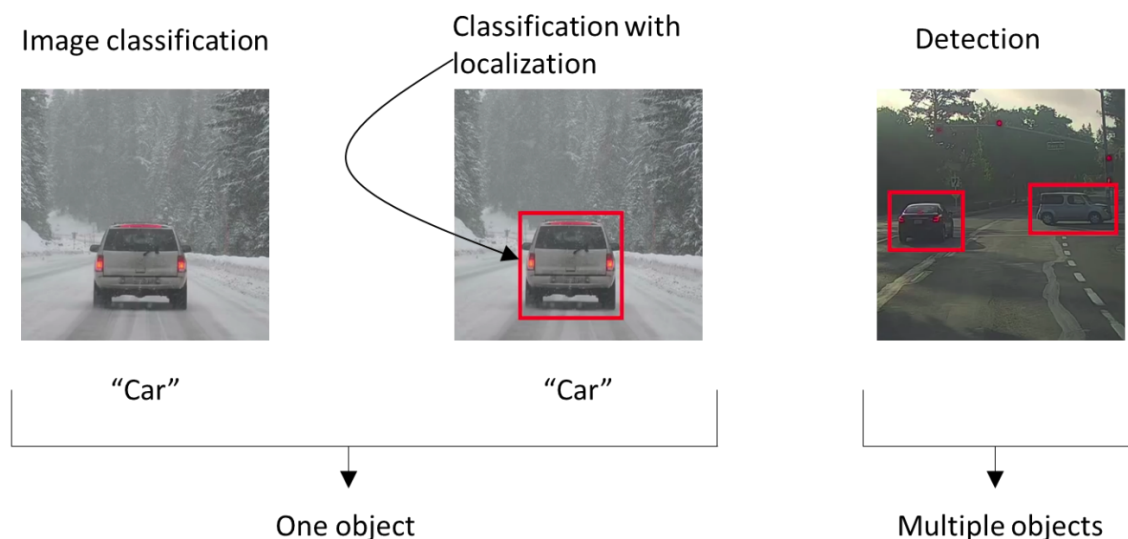 Image classification
Classification with
localization
Detection
“Car”
“Car”
One object
Multiple objects